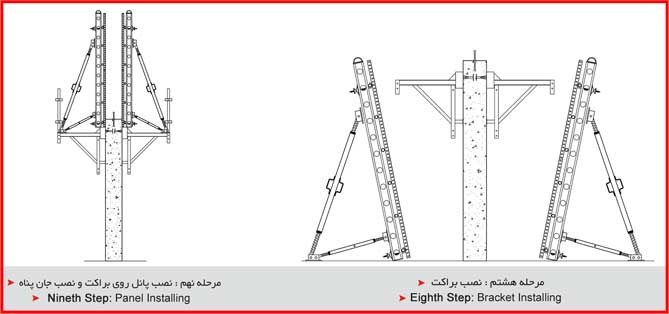 مرحله هشتم : نصب براکت
Eighth Step: Bracket Installing
مرحله نهم : نصب پانل روی براکت و نصب جان پناه
Nineth Step: Panel Installing